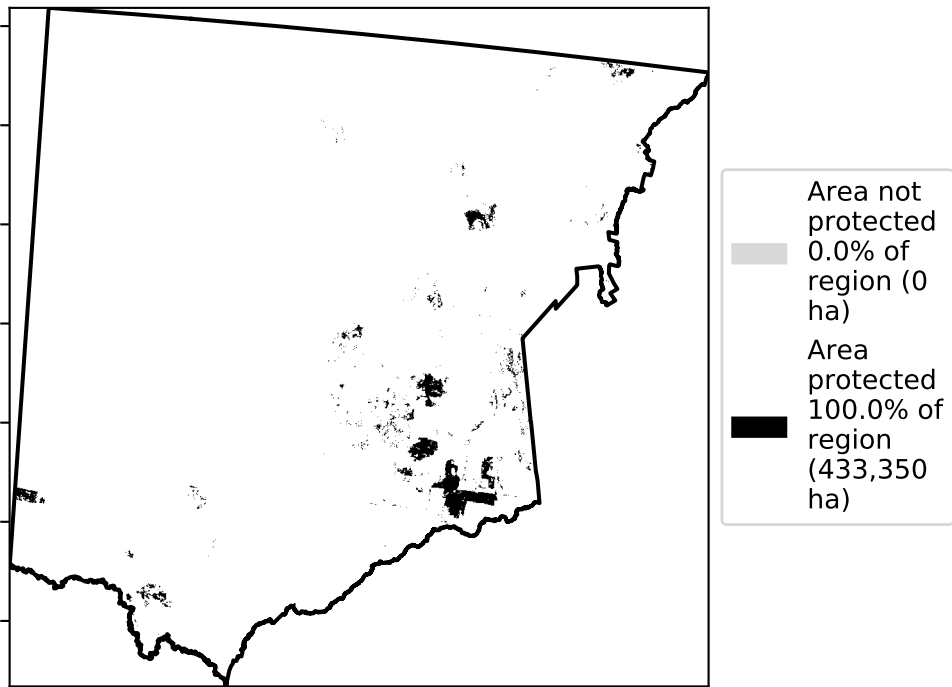 Area not
protected
0.0% of
region (0
ha)
Area
protected
100.0% of
region
(433,350
ha)